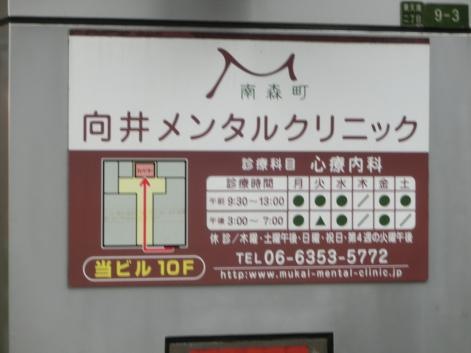 9-3
南森町
向井メンタルクリニック
診療科目 心療内科
診療時間 月 火 水 木 金 土
午前 9:30~13:00 ● ● ● / ● ●
午後 3:00~ 7:00 ● ▲ ● / ● /
休診/木曜・土曜午後・日曜・祝日・第4週の火曜午後
当ビル10F
TEL 06-6353-5772
http:www.mukai-mental-clinic.jp